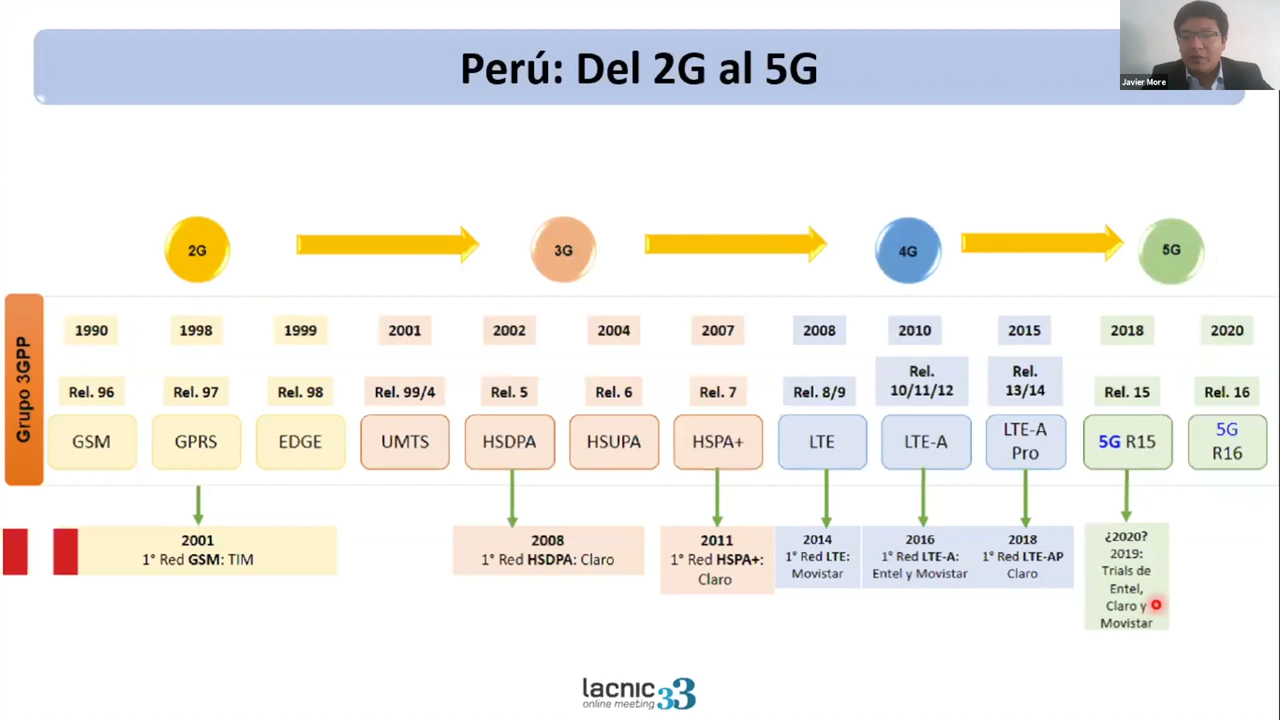 Perú: Del 2G al 5G
Javier More
2G
3G
4G
5G
Grupo 3GPP
1990
1998
1999
2001
2002
2004
2007
2008
2010
2015
2018
2020
Rel. 96
Rel. 97
Rel. 98
Rel. 99/4
Rel. 5
Rel. 6
Rel. 7
Rel. 8/9
Rel.
10/11/12
Rel.
13/14
Rel. 15
Rel. 16
GSM
GPRS
EDGE
UMTS
HSDPA
HSUPA
HSPA+
LTE
LTE-A
LTE-A
Pro
5G R15
5G
R16
2001
1° Red GSM: TIM
2008
1° Red HSDPA: Claro
2011
1° Red HSPA+:
Claro
2014
1° Red LTE:
Movistar
2016
1° Red LTE-A:
Entel y Movistar
2018
1° Red LTE-AP
Claro
¿2020?
2019:
Trials de
Entel,
Claro y
Movistar
lacnic 33
online meeting